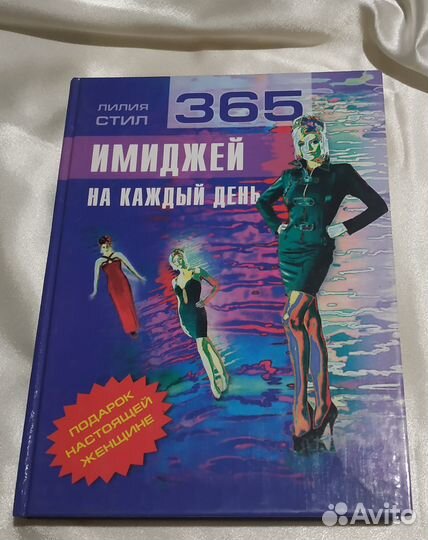 ЛИЛИЯ
СТИЛ
365
ИМИДЖЕЙ
НА КАЖДЫЙ ДЕНЬ
ПОДАРОК
НАСТОЯЩЕЙ
ЖЕНЩИНЕ
Avito